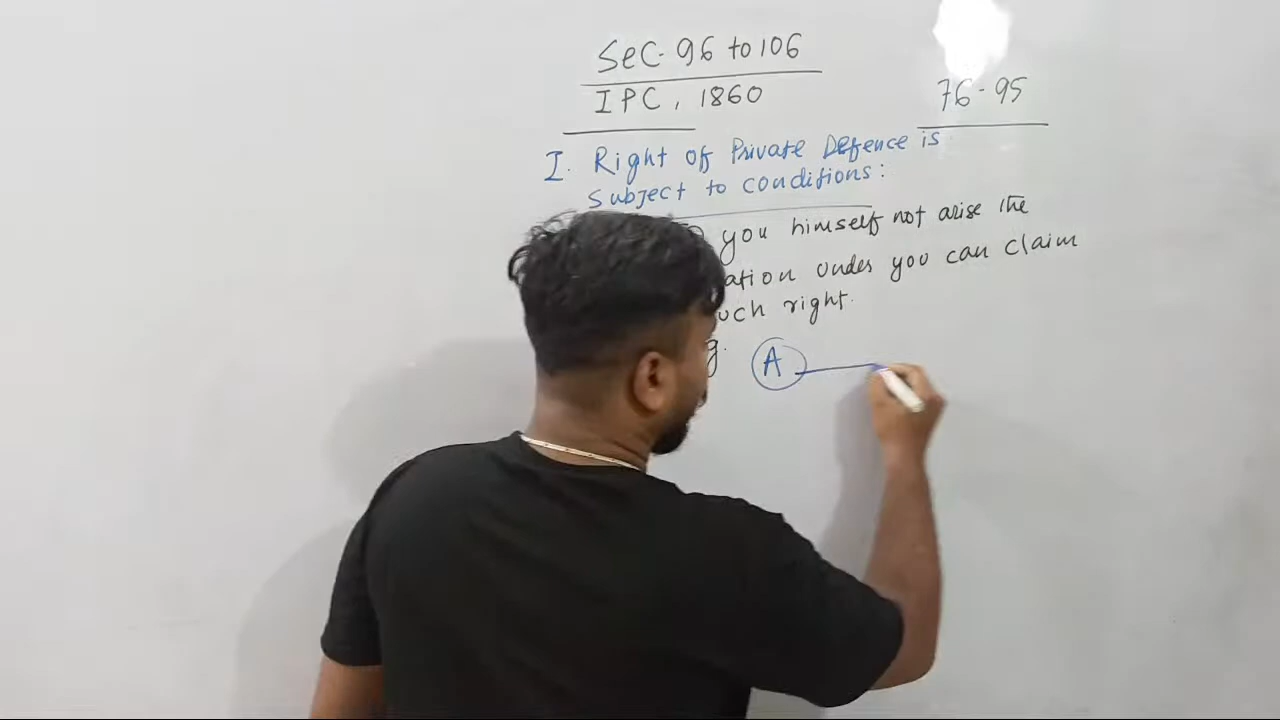 Sec- 96 to 106
IPC, 1860
76-95
I. Right of Private Defence is
Subject to conditions:
you himself not arise the
ation under you can claim
uch right.
g. A